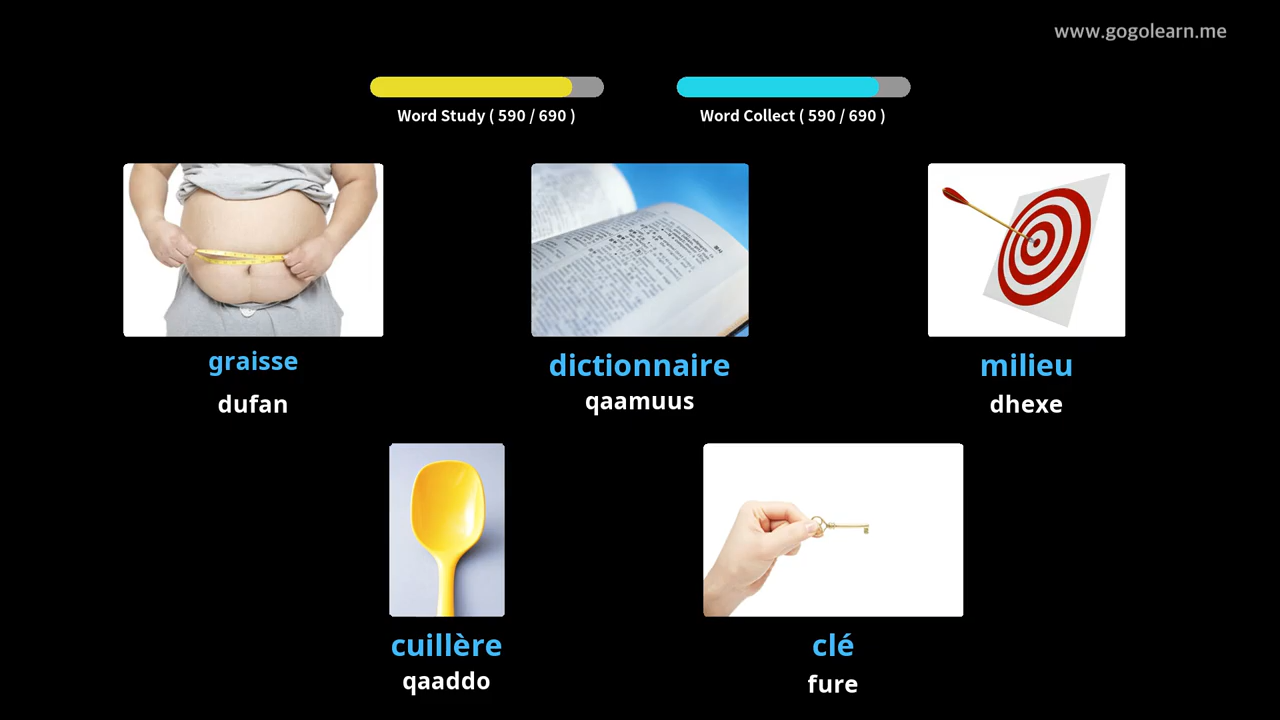 www.gogolearn.me
Word Study ( 590 / 690 )
Word Collect ( 590 / 690 )
graisse
dufan
dictionnaire
qaamuus
milieu
dhexe
cuillère
qaaddo
clé
fure